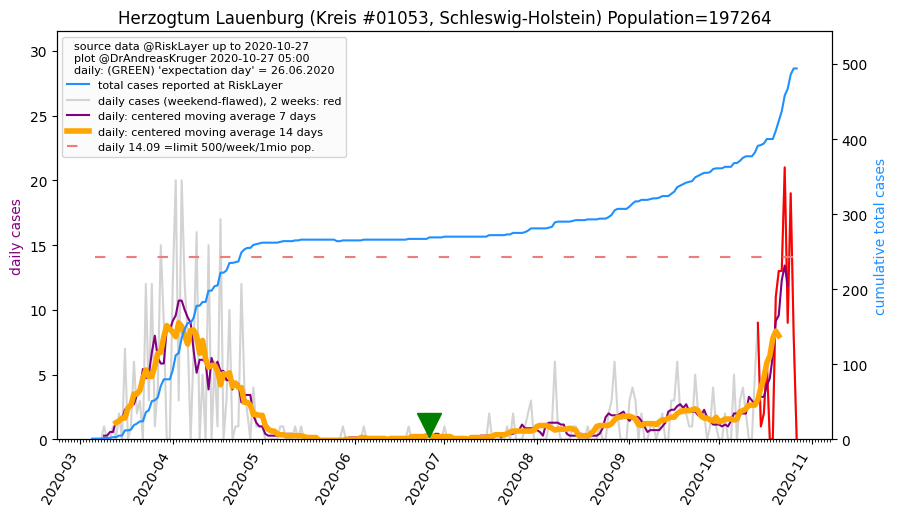 Herzogtum Lauenburg (Kreis #01053, Schleswig-Holstein) Population=197264
source data @RiskLayer up to 2020-10-27
plot @DrAndreasKruger 2020-10-27 05:00
daily: (GREEN) 'expectation day' = 26.06.2020
total cases reported at RiskLayer
daily cases (weekend-flawed), 2 weeks: red
daily: centered moving average 7 days
daily: centered moving average 14 days
daily 14.09 =limit 500/week/1mio pop.
daily cases
30
25
20
15
10
5
0
cumulative total cases
500
400
300
200
100
0
2020-03
2020-04
2020-05
2020-06
2020-07
2020-08
2020-09
2020-10
2020-11